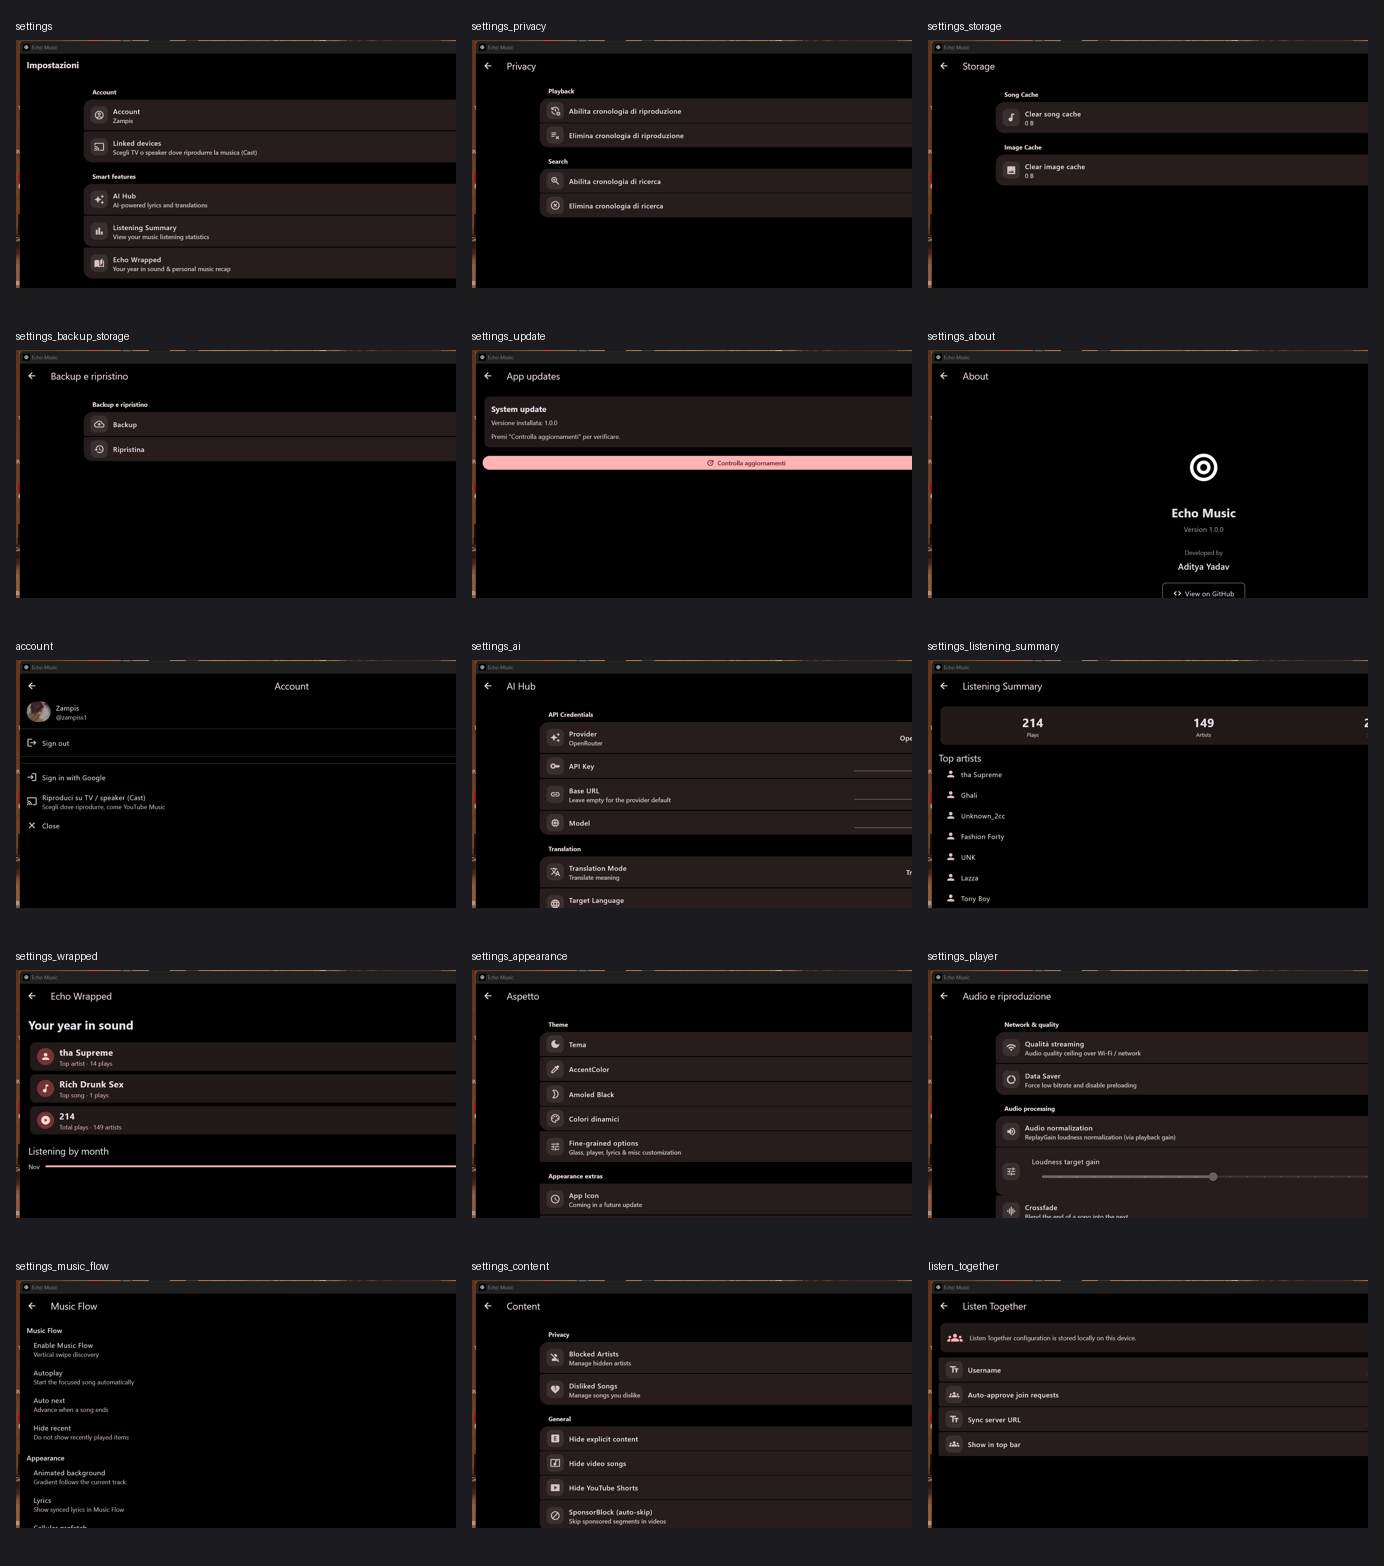 settings
Echo Music
Impostazioni
Account
Account
Zampis
Linked devices
Scegli TV o speaker dove riprodurre la musica (Cast)
Smart features
AI Hub
AI-powered lyrics and translations
Listening Summary
View your music listening statistics
Echo Wrapped
Your year in sound & personal music recap
settings_privacy
Echo Music
Privacy
Playback
Abilita cronologia di riproduzione
Elimina cronologia di riproduzione
Search
Abilita cronologia di ricerca
Elimina cronologia di ricerca
settings_storage
Echo Music
Storage
Song Cache
Clear song cache
0 B
Image Cache
Clear image cache
0 B
settings_backup_storage
Echo Music
Backup e ripristino
Backup e ripristino
Backup
Ripristina
settings_update
Echo Music
App updates
System update
Versione installata: 1.0.0
Premi "Controlla aggiornamenti" per verificare.
Controlla aggiornamenti
settings_about
Echo Music
About
Echo Music
Version 1.0.0
Developed by
Aditya Yadav
View on GitHub
account
Echo Music
Account
Zampis
@zampiss1
Sign out
Sign in with Google
Riproduci su TV / speaker (Cast)
Scegli dove riprodurre, come YouTube Music
Close
settings_ai
Echo Music
AI Hub
API Credentials
Provider
OpenRouter
Ope
API Key
Base URL
Leave empty for the provider default
Model
Translation
Translation Mode
Translate meaning
Tr
Target Language
settings_listening_summary
Echo Music
Listening Summary
214
149
2
Plays
Artists
Top artists
tha Supreme
Ghali
Unknown_2cc
Fashion Forty
UNK
Lazza
Tony Boy
settings_wrapped
Echo Music
Echo Wrapped
Your year in sound
tha Supreme
Top artist · 14 plays
Rich Drunk Sex
Top song · 1 plays
214
Total plays · 149 artists
Listening by month
Nov
settings_appearance
Echo Music
Aspetto
Theme
Tema
AccentColor
Amoled Black
Colori dinamici
Fine-grained options
Glass, player, lyrics & misc customization
Appearance extras
App Icon
Coming in a future update
settings_player
Echo Music
Audio e riproduzione
Network & quality
Qualità streaming
Audio quality ceiling over Wi-Fi / network
Data Saver
Force low bitrate and disable preloading
Audio processing
Audio normalization
ReplayGain loudness normalization (via playback gain)
Loudness target gain
Crossfade
Blend the end of a song into the next
settings_music_flow
Echo Music
Music Flow
Music Flow
Enable Music Flow
Vertical swipe discovery
Autoplay
Start the focused song automatically
Auto next
Advance when a song ends
Hide recent
Do not show recently played items
Appearance
Animated background
Gradient follows the current track
Lyrics
Show synced lyrics in Music Flow
Cellular prefetch
settings_content
Echo Music
Content
Privacy
Blocked Artists
Manage hidden artists
Disliked Songs
Manage songs you dislike
General
Hide explicit content
Hide video songs
Hide YouTube Shorts
SponsorBlock (auto-skip)
Skip sponsored segments in videos
listen_together
Echo Music
Listen Together
Listen Together configuration is stored locally on this device.
Username
Auto-approve join requests
Sync server URL
Show in top bar